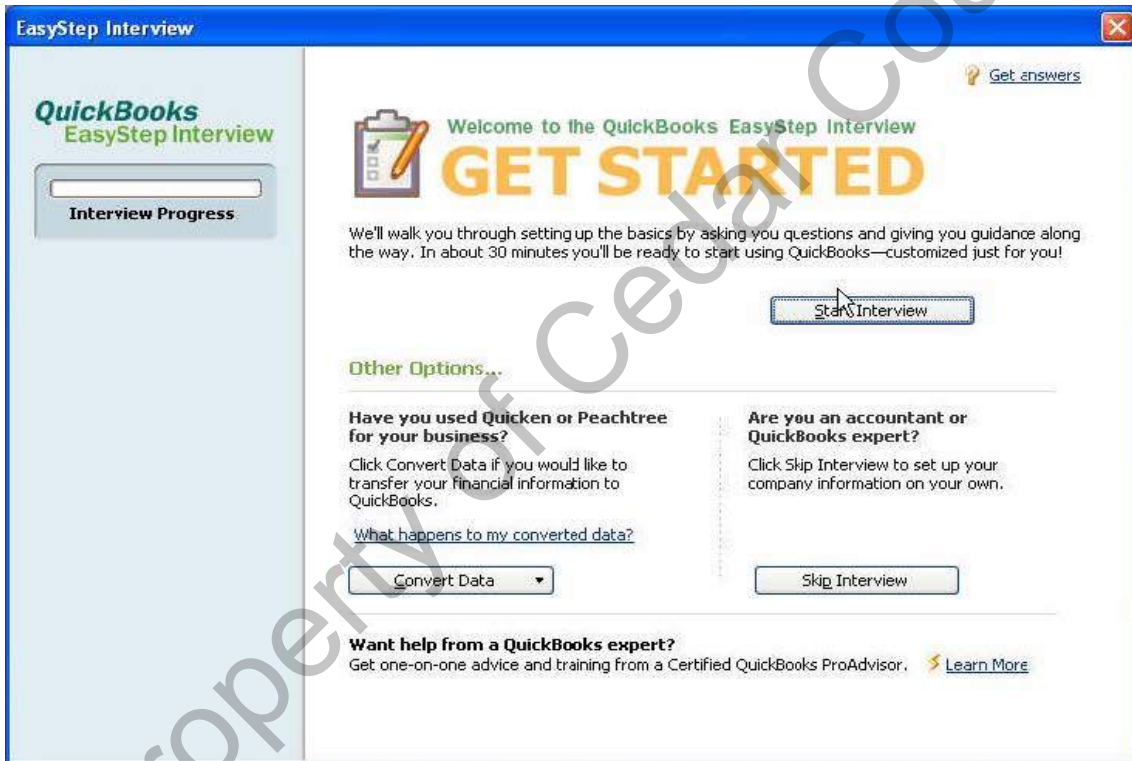 EasyStep Interview
Get answers
QuickBooks
EasyStep Interview
Interview Progress
Welcome to the QuickBooks EasyStep Interview
GET STARTED
We'll walk you through setting up the basics by asking you questions and giving you guidance along
the way. In about 30 minutes you'll be ready to start using QuickBooks—customized just for you!
Start Interview
Other Options...
Have you used Quicken or Peachtree
for your business?
Click Convert Data if you would like to
transfer your financial information to
QuickBooks.
What happens to my converted data?
Convert Data
Are you an accountant or
QuickBooks expert?
Click Skip Interview to set up your
company information on your own.
Skip Interview
Want help from a QuickBooks expert?
Get one-on-one advice and training from a Certified QuickBooks ProAdvisor. Learn More
roperty of Cedar Cou